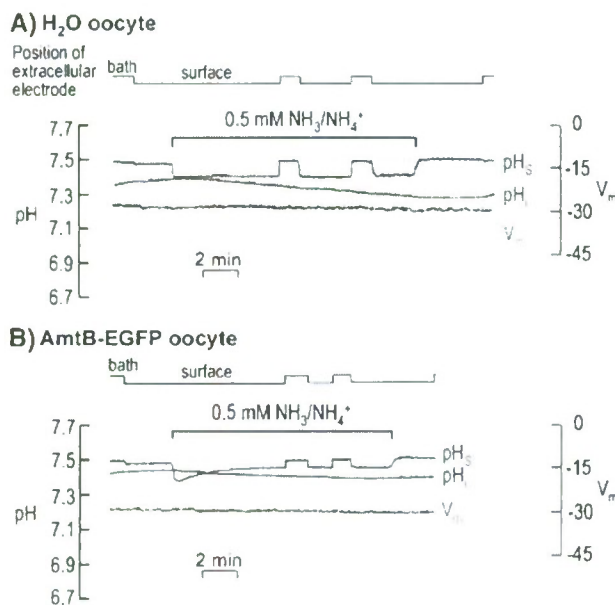 A) H₂O oocyte
Position of
extracellular
electrode
bath
surface
0.5 mM NH₃/NH₄⁺
7.7
7.5
7.3
7.1
6.9
6.7
pH
pHS
pHi
Vm
0
-15
-30
-45
Vm
2 min
B) AmtB-EGFP oocyte
bath
surface
0.5 mM NH₃/NH₄⁺
7.7
7.5
7.3
7.1
6.9
6.7
pH
pHS
pHi
Vm
0
-15
-30
-45
Vm
2 min